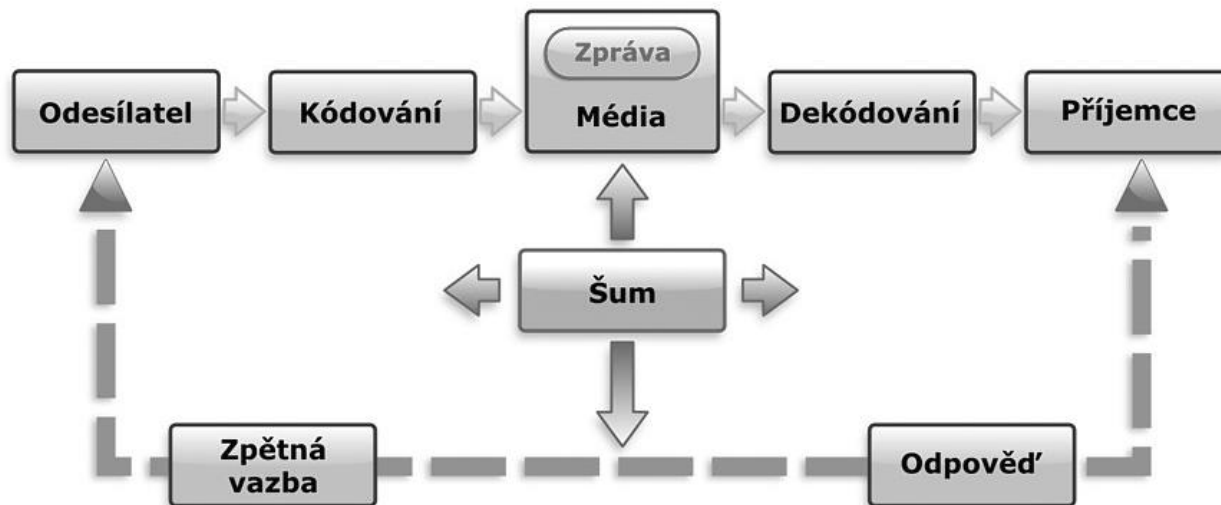 Zpráva
Odesílatel
Kódování
Média
Dekódování
Příjemce
Šum
Zpětná
vazba
Odpověď